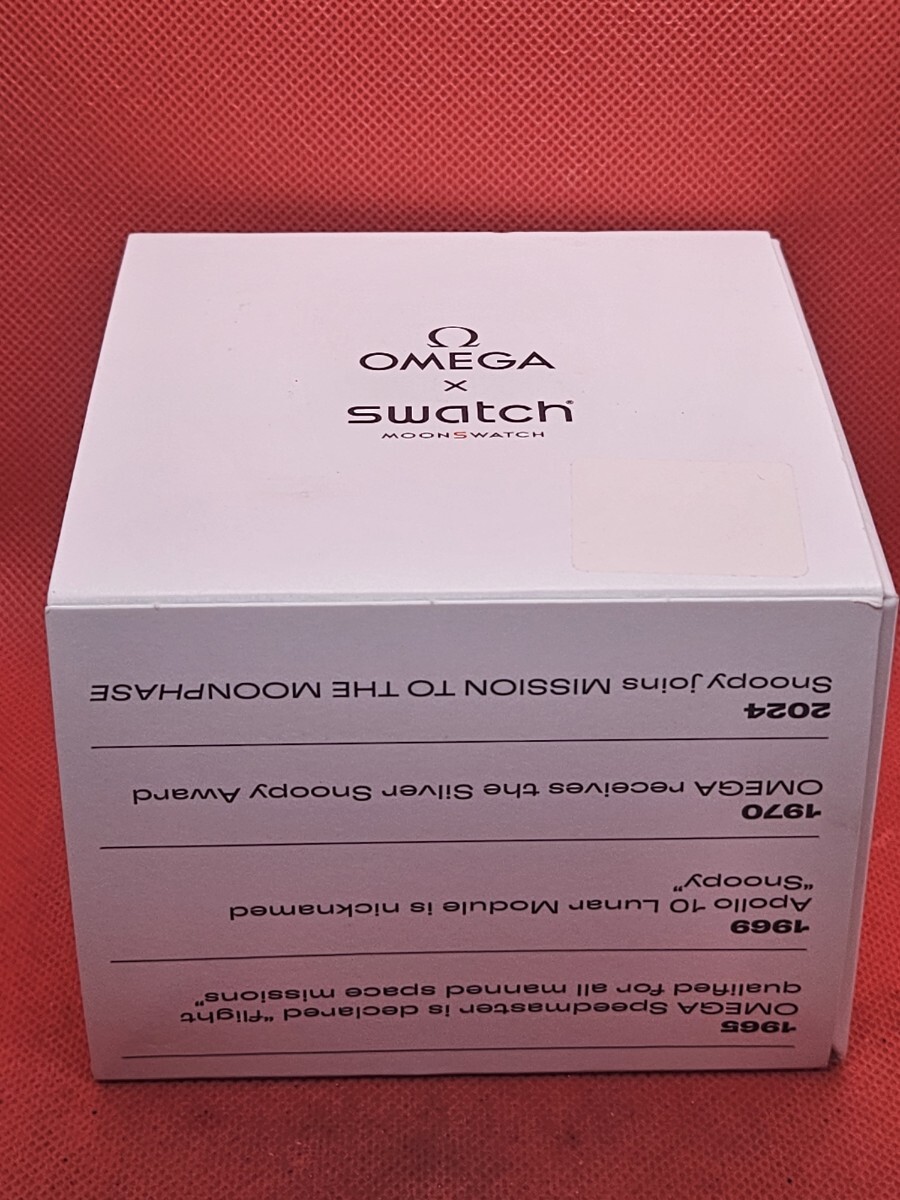 Ω
OMEGA
x
swatch®
MOONSWATCH
1965
OMEGA Speedmaster is declared “flight
qualified for all manned space missions”
1969
Apollo 10 Lunar Module is nicknamed
“Snoopy”
1970
OMEGA receives the Silver Snoopy Award
2024
Snoopy joins MISSION TO THE MOONPHASE